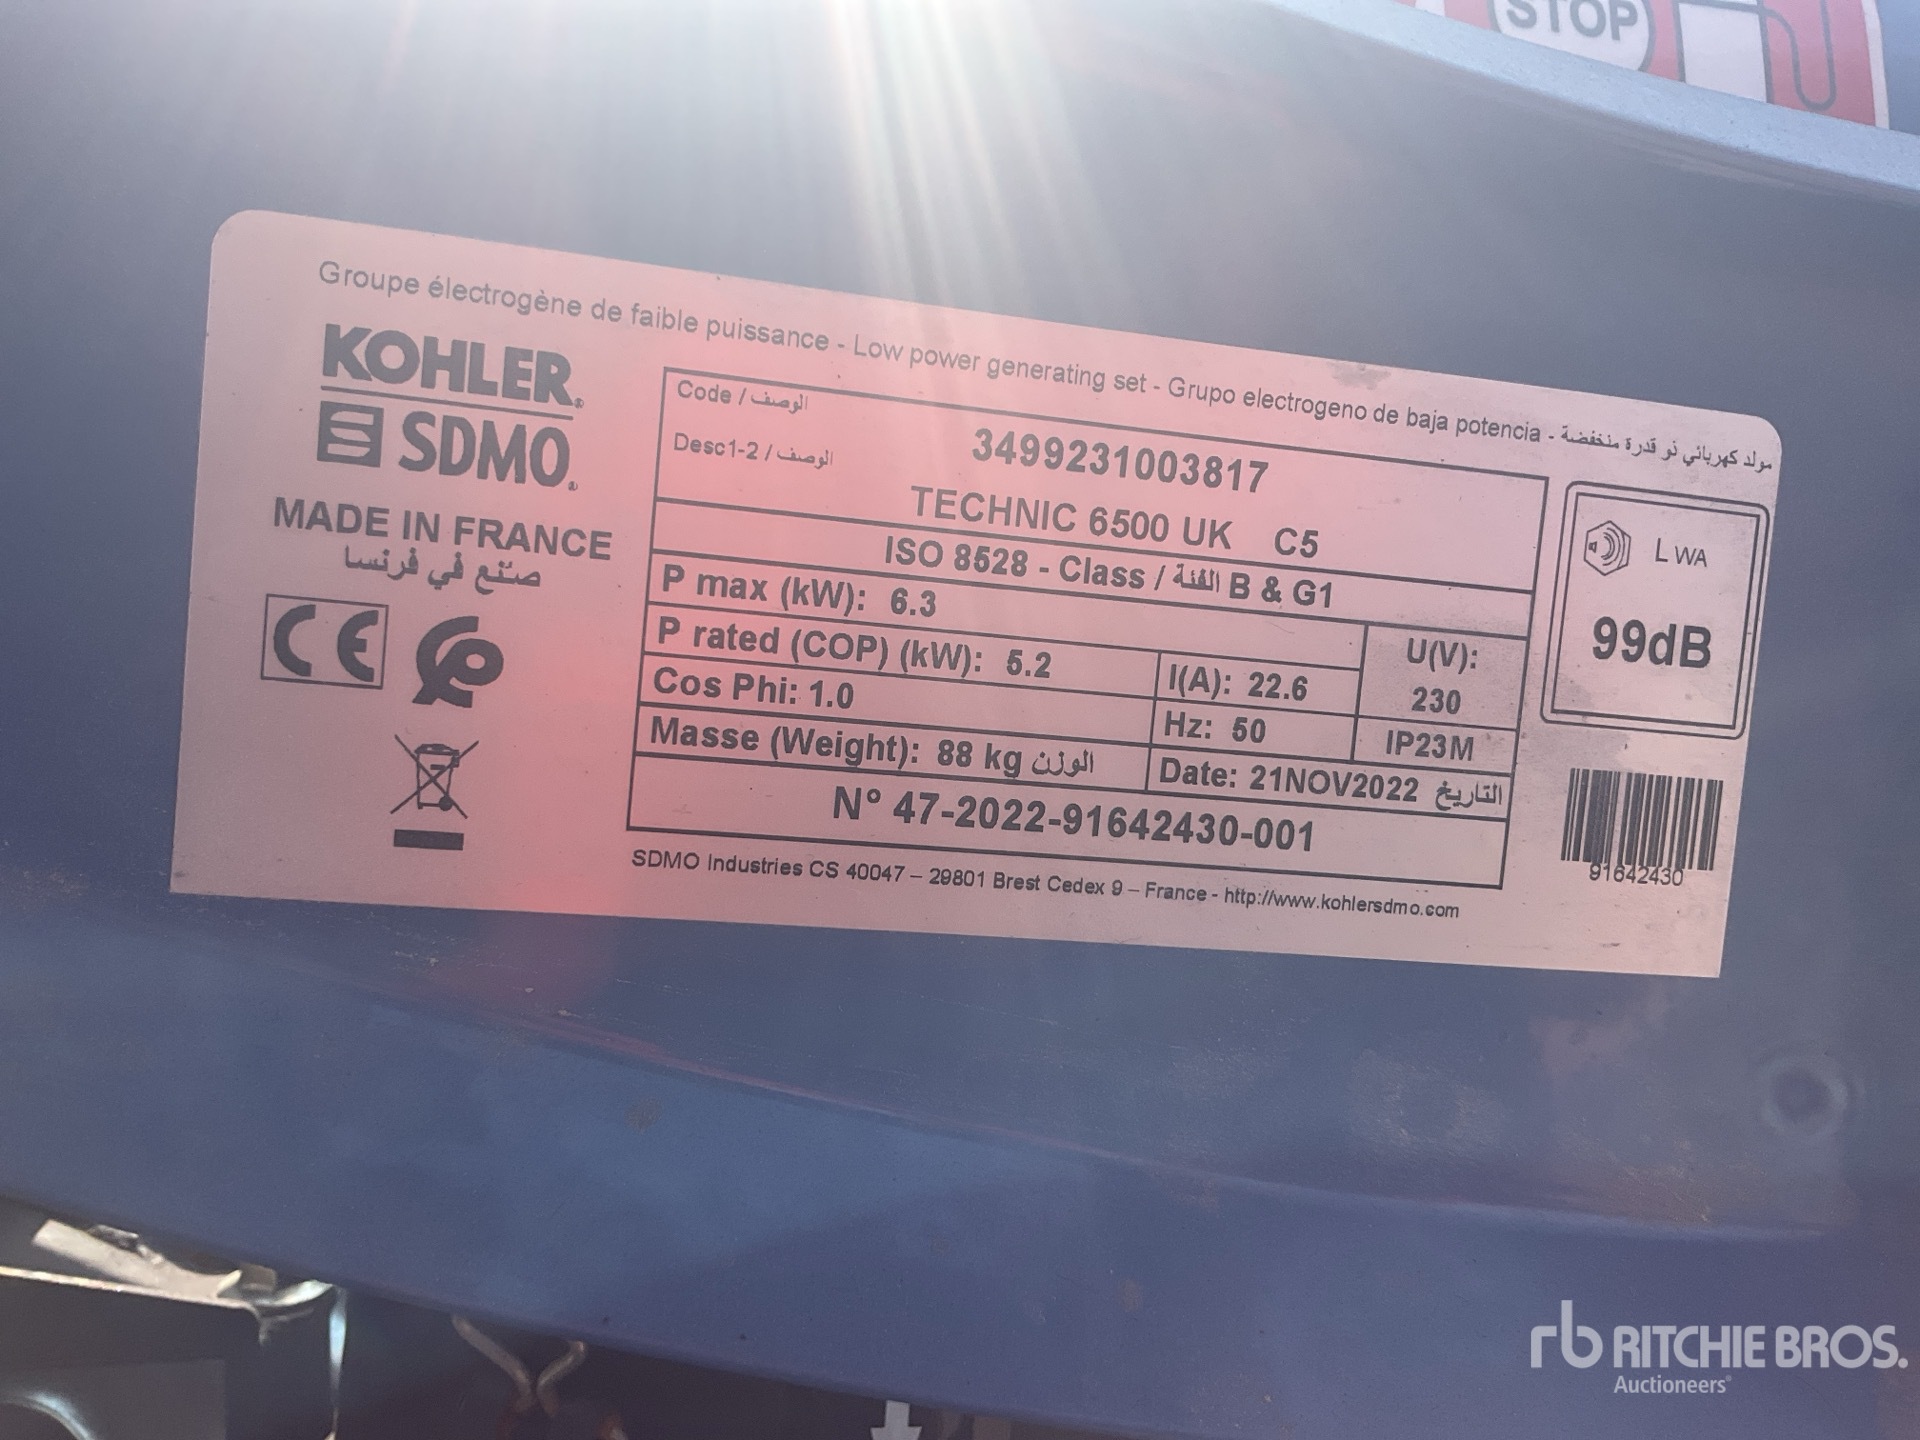 STOP
Groupe électrogène de faible puissance - Low power generating set - Grupo electrogeno de baja potencia - مولد كهربائي ذو قدرة منخفضة
KOHLER®
SDMO®
MADE IN FRANCE
صنع في فرنسا
CE
Code / الوصف
3499231003817
Desc1-2 / الوصف
TECHNIC 6500 UK C5
ISO 8528 - Class / الفئة B & G1
P max (kW): 6.3
P rated (COP) (kW): 5.2
I(A): 22.6
U(V):
230
Cos Phi: 1.0
Hz: 50
IP23M
Masse (Weight): 88 kg الوزن
Date: 21NOV2022 التاريخ
N° 47-2022-91642430-001
SDMO Industries CS 40047 – 29801 Brest Cedex 9 – France - http://www.kohlersdmo.com
LWA
99dB
91642430
rb RITCHIE BROS.
Auctioneers®